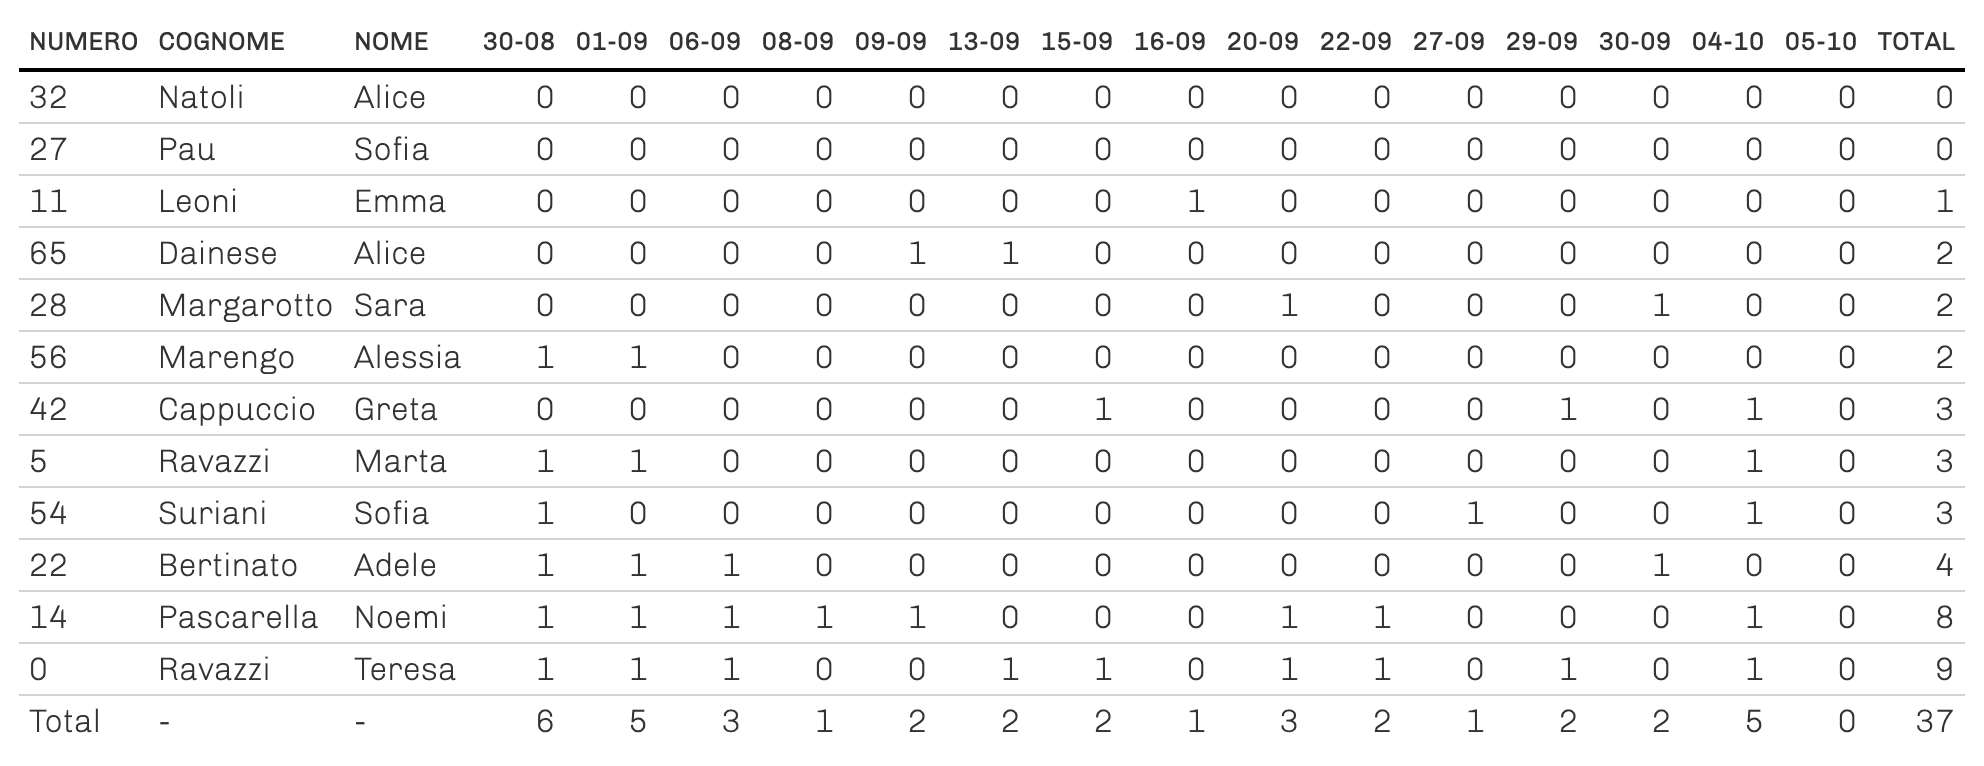 NUMERO COGNOME NOME 30-08 01-09 06-09 08-09 09-09 13-09 15-09 16-09 20-09 22-09 27-09 29-09 30-09 04-10 05-10 TOTAL
32 Natoli Alice 0 0 0 0 0 0 0 0 0 0 0 0 0 0 0 0
27 Pau Sofia 0 0 0 0 0 0 0 0 0 0 0 0 0 0 0 0
11 Leoni Emma 0 0 0 0 0 0 0 1 0 0 0 0 0 0 0 1
65 Dainese Alice 0 0 0 0 1 1 0 0 0 0 0 0 0 0 0 2
28 Margarotto Sara 0 0 0 0 0 0 0 0 1 0 0 0 1 0 0 2
56 Marengo Alessia 1 1 0 0 0 0 0 0 0 0 0 0 0 0 0 2
42 Cappuccio Greta 0 0 0 0 0 0 1 0 0 0 0 1 0 1 0 3
5 Ravazzi Marta 1 1 0 0 0 0 0 0 0 0 0 0 0 1 0 3
54 Suriani Sofia 1 0 0 0 0 0 0 0 0 0 1 0 0 1 0 3
22 Bertinato Adele 1 1 1 0 0 0 0 0 0 0 0 0 1 0 0 4
14 Pascarella Noemi 1 1 1 1 1 0 0 0 1 1 0 0 0 1 0 8
0 Ravazzi Teresa 1 1 1 0 0 1 1 0 1 1 0 1 0 1 0 9
Total - - 6 5 3 1 2 2 2 1 3 2 1 2 2 5 0 37